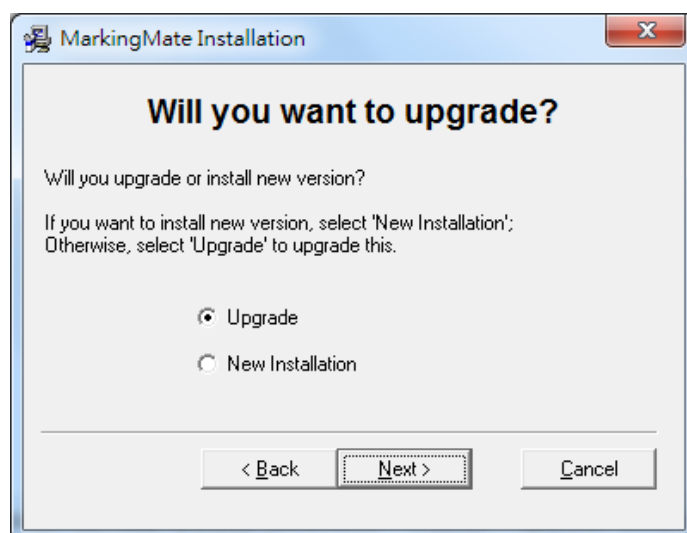 MarkingMate Installation
Will you want to upgrade?
Will you upgrade or install new version?
If you want to install new version, select 'New Installation';
Otherwise, select 'Upgrade' to upgrade this.
Upgrade
New Installation
< Back Next > Cancel